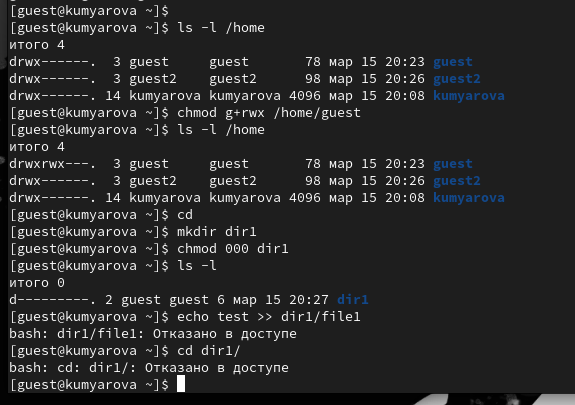 [guest@kumyarova ~]$
[guest@kumyarova ~]$ ls -l /home
итого 4
drwx------.  3 guest     guest       78 мар 15 20:23 guest
drwx------.  3 guest2    guest2      98 мар 15 20:26 guest2
drwx------. 14 kumyarova kumyarova 4096 мар 15 20:08 kumyarova
[guest@kumyarova ~]$ chmod g+rwx /home/guest
[guest@kumyarova ~]$ ls -l /home
итого 4
drwxrwx---.  3 guest     guest       78 мар 15 20:23 guest
drwx------.  3 guest2    guest2      98 мар 15 20:26 guest2
drwx------. 14 kumyarova kumyarova 4096 мар 15 20:08 kumyarova
[guest@kumyarova ~]$ cd
[guest@kumyarova ~]$ mkdir dir1
[guest@kumyarova ~]$ chmod 000 dir1
[guest@kumyarova ~]$ ls -l
итого 0
d---------. 2 guest guest 6 мар 15 20:27 dir1
[guest@kumyarova ~]$ echo test >> dir1/file1
bash: dir1/file1: Отказано в доступе
[guest@kumyarova ~]$ cd dir1/
bash: cd: dir1/: Отказано в доступе
[guest@kumyarova ~]$